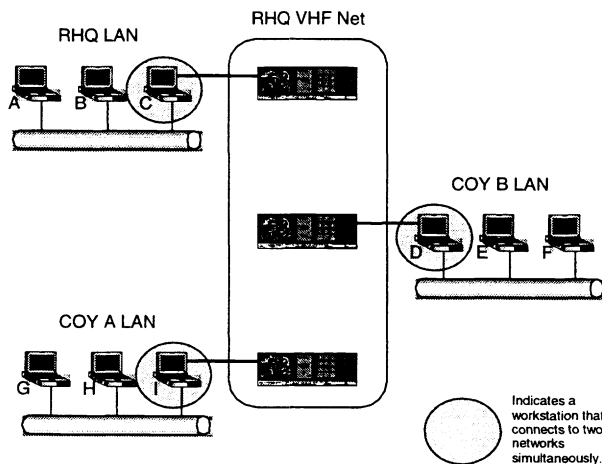 RHQ VHF Net
RHQ LAN
A B C
COY B LAN
D E F
COY A LAN
G H I
Indicates a
workstation that
connects to two
networks
simultaneously.